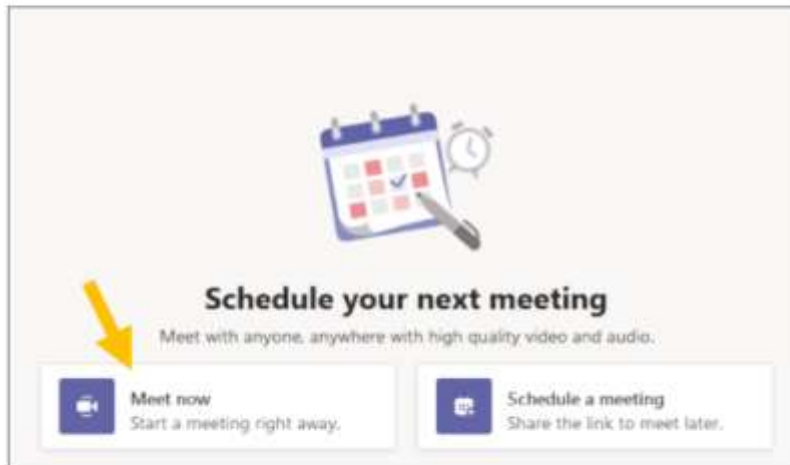 Schedule your next meeting
Meet with anyone, anywhere with high quality video and audio.
Meet now
Start a meeting right away.
Schedule a meeting
Share the link to meet later.